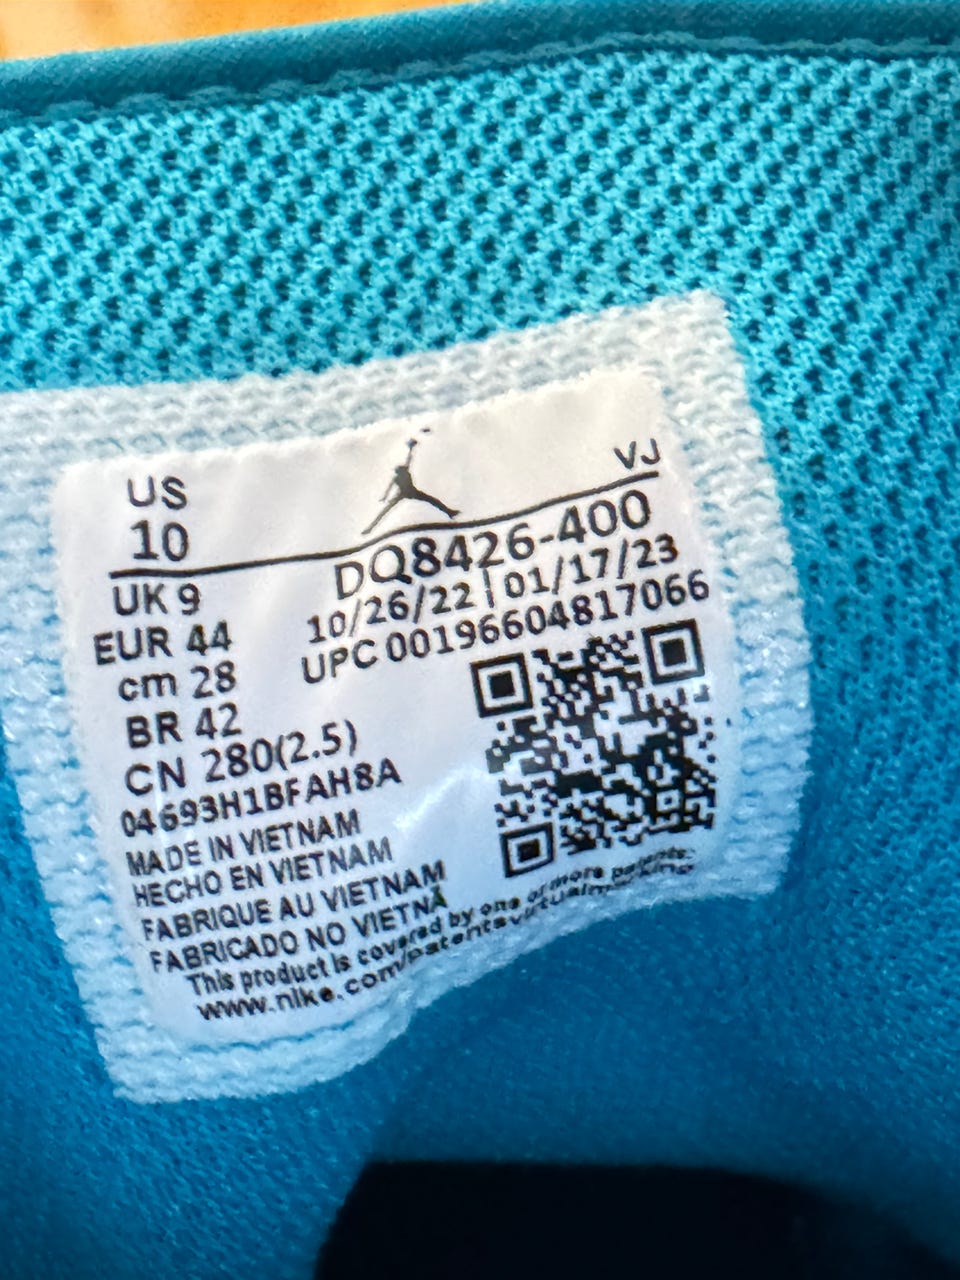 US
10
VJ
DQ8426-400
10/26/22 | 01/17/23
UPC 00196604817066
UK 9
EUR 44
cm 28
BR 42
CN 280(2.5)
04693H1BFAH8A
MADE IN VIETNAM
HECHO EN VIETNAM
FABRIQUE AU VIETNAM
FABRICADO NO VIETNÃ
This product is covered by one or more patents.
www.nike.com/patentsvirtualmarking